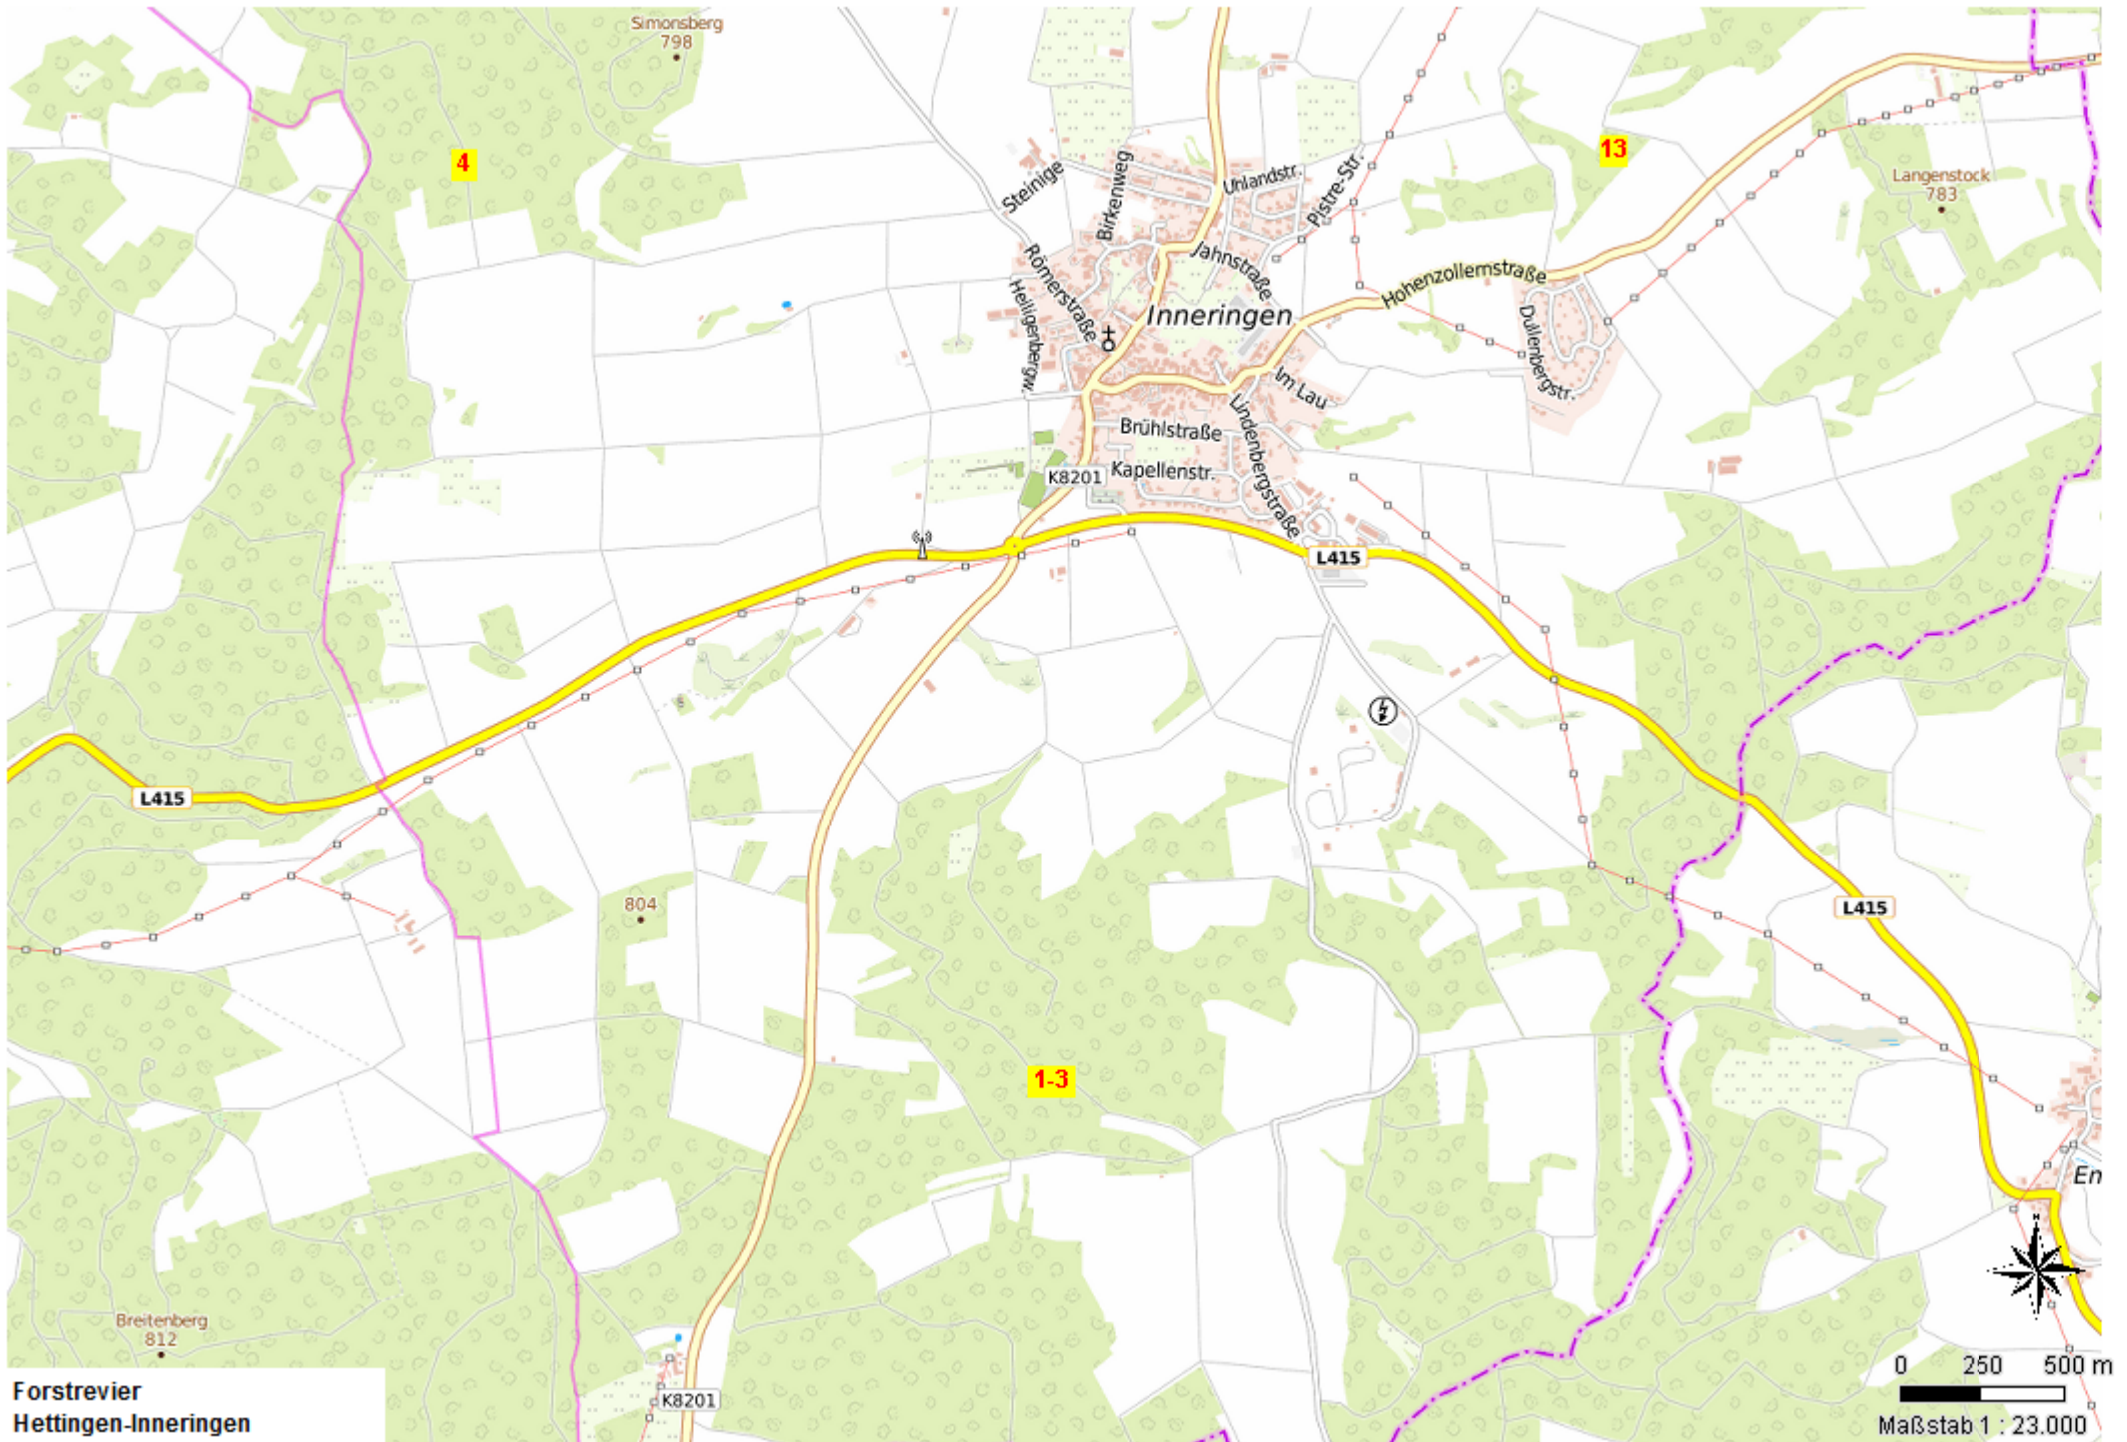 Simonsberg
798
4
13
Steinige
Birkenweg
Uhlandstr.
Pistre-Str.
Langenstock
783
Römerstraße
Jahnstraße
Heiligenbergw.
Inneringen
Hohenzollernstraße
Dullenbergstr.
Im Lau
Brühlstraße
Lindenbergstraße
Kapellenstr.
K8201
L415
L415
804
L415
1-3
En
Breitenberg
812
K8201
Forstrevier
Hettingen-Inneringen
N
0 250 500 m
Maßstab 1 : 23.000